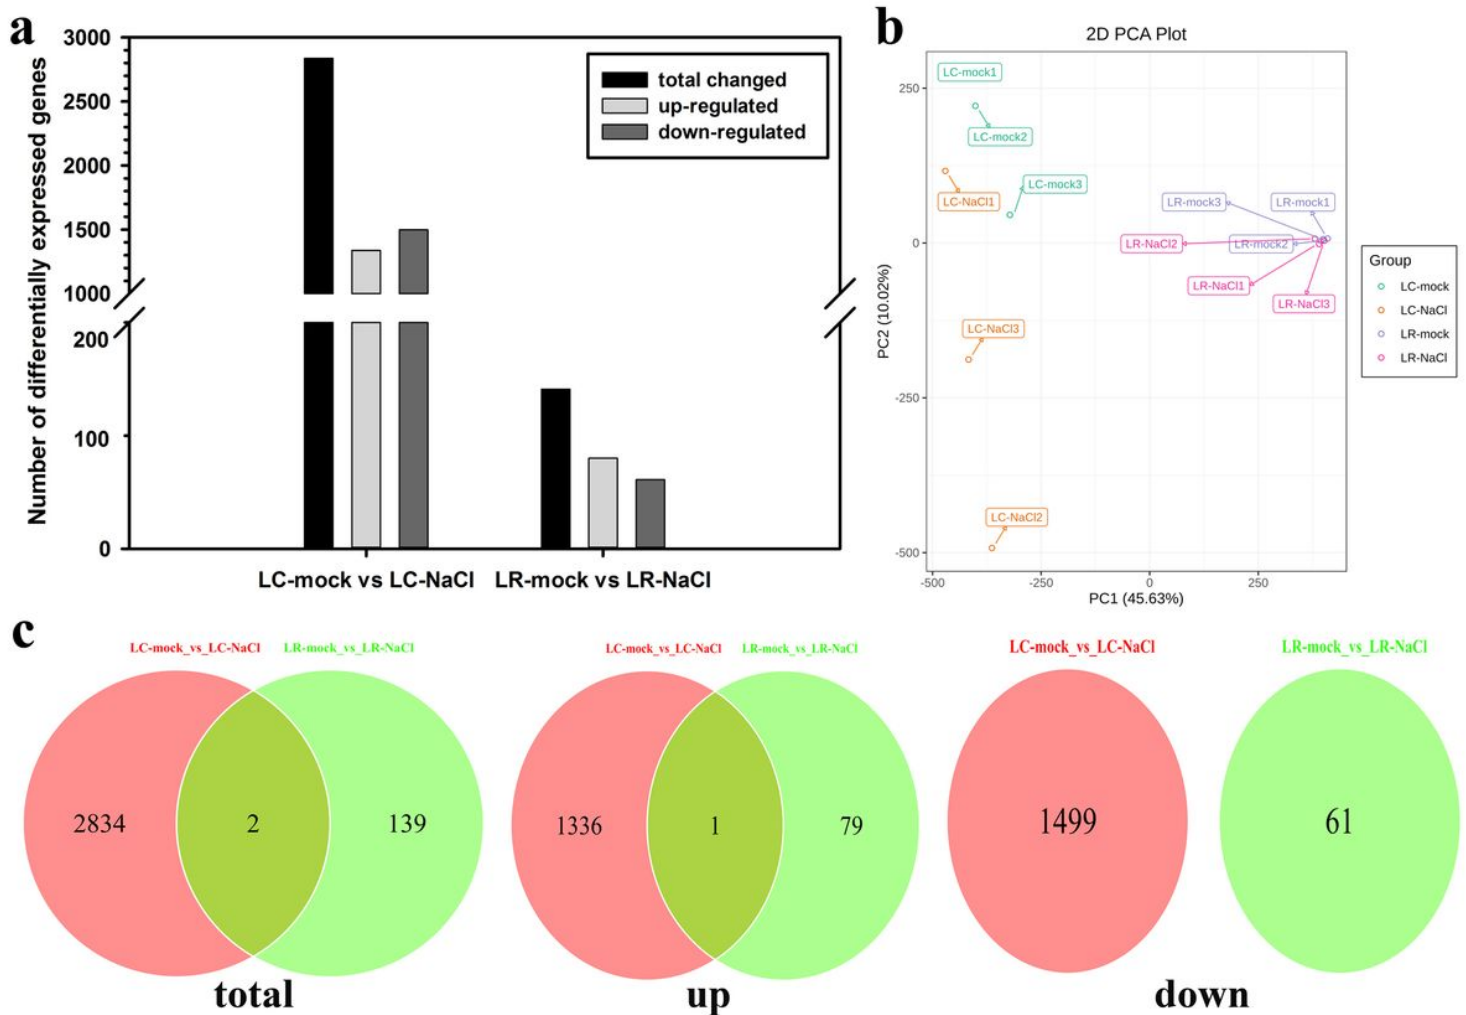 a
Number of differentially expressed genes
3000
2500
2000
1500
1000
200
100
0
total changed
up-regulated
down-regulated
LC-mock vs LC-NaCl
LR-mock vs LR-NaCl
b
2D PCA Plot
PC2 (10.02%)
250
0
-250
-500
LC-mock1
LC-mock2
LC-NaCl1
LC-mock3
LR-mock3
LR-mock1
LR-NaCl2
LR-mock2
LR-NaCl1
LR-NaCl3
LC-NaCl3
LC-NaCl2
-500
-250
0
250
PC1 (45.63%)
Group
LC-mock
LC-NaCl
LR-mock
LR-NaCl
c
LC-mock_vs_LC-NaCl
LR-mock_vs_LR-NaCl
2834
2
139
total
LC-mock_vs_LC-NaCl
LR-mock_vs_LR-NaCl
1336
1
79
up
LC-mock_vs_LC-NaCl
LR-mock_vs_LR-NaCl
1499
61
down